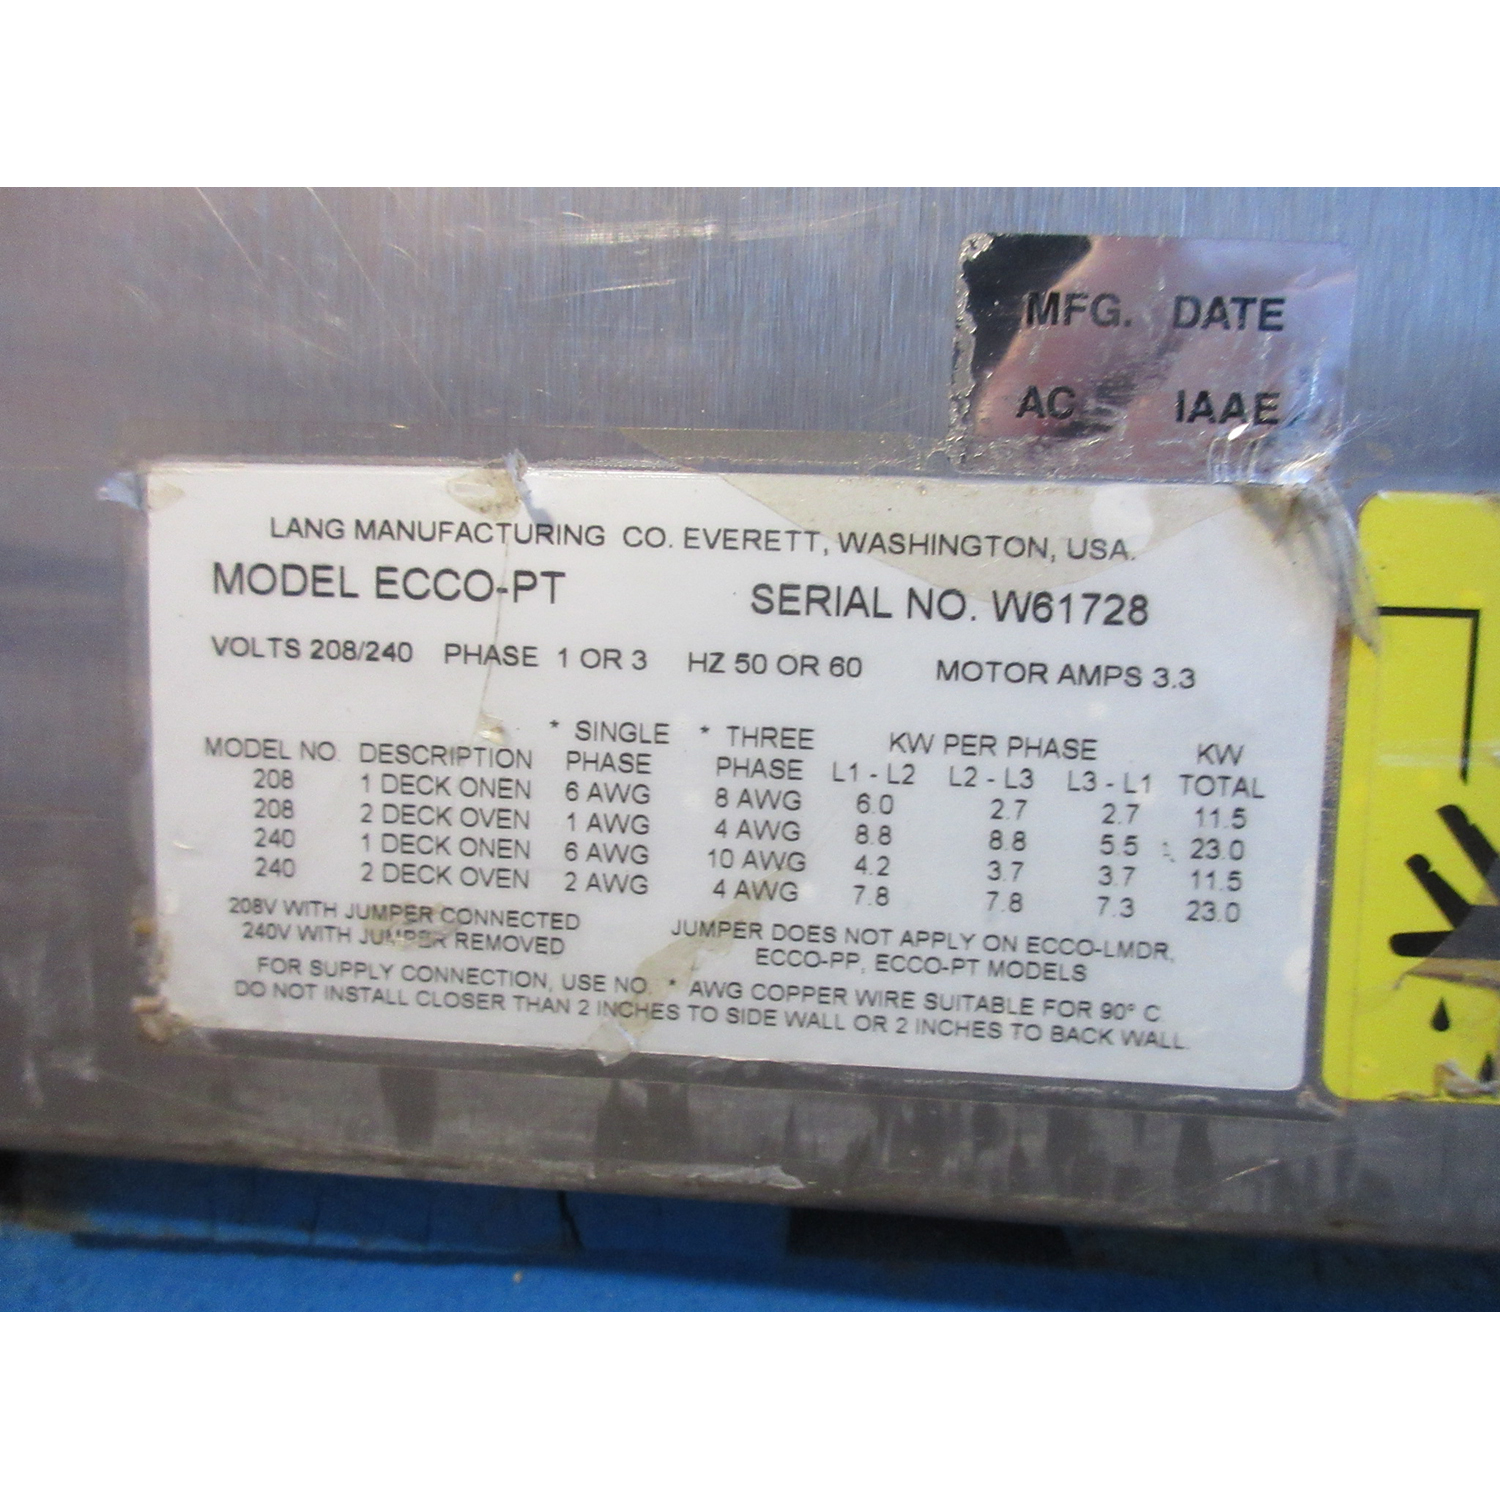 MFG. DATE
AC IAAE
LANG MANUFACTURING CO. EVERETT, WASHINGTON, USA.
MODEL ECCO-PT SERIAL NO. W61728
VOLTS 208/240 PHASE 1 OR 3 HZ 50 OR 60 MOTOR AMPS 3.3
* SINGLE * THREE KW PER PHASE KW
MODEL NO. DESCRIPTION PHASE PHASE L1 - L2 L2 - L3 L3 - L1 TOTAL
208 1 DECK ONEN 6 AWG 8 AWG 6.0 2.7 2.7 11.5
208 2 DECK OVEN 1 AWG 4 AWG 8.8 8.8 5.5 23.0
240 1 DECK ONEN 6 AWG 10 AWG 4.2 3.7 3.7 11.5
240 2 DECK OVEN 2 AWG 4 AWG 7.8 7.8 7.3 23.0
208V WITH JUMPER CONNECTED
240V WITH JUMPER REMOVED
JUMPER DOES NOT APPLY ON ECCO-LMDR,
ECCO-PP, ECCO-PT MODELS
FOR SUPPLY CONNECTION, USE NO. * AWG COPPER WIRE SUITABLE FOR 90° C
DO NOT INSTALL CLOSER THAN 2 INCHES TO SIDE WALL OR 2 INCHES TO BACK WALL.